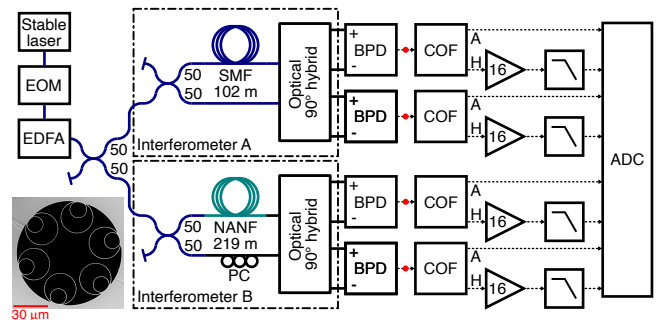 Stable
laser
EOM
EDFA
50
50
50
50
SMF
102 m
Optical
90° hybrid
Interferometer A
50
50
NANF
219 m
PC
Optical
90° hybrid
Interferometer B
+
-
BPD
COF
A
H
16
+
-
BPD
COF
A
H
16
+
-
BPD
COF
A
H
16
+
-
BPD
COF
A
H
16
ADC
30 μm